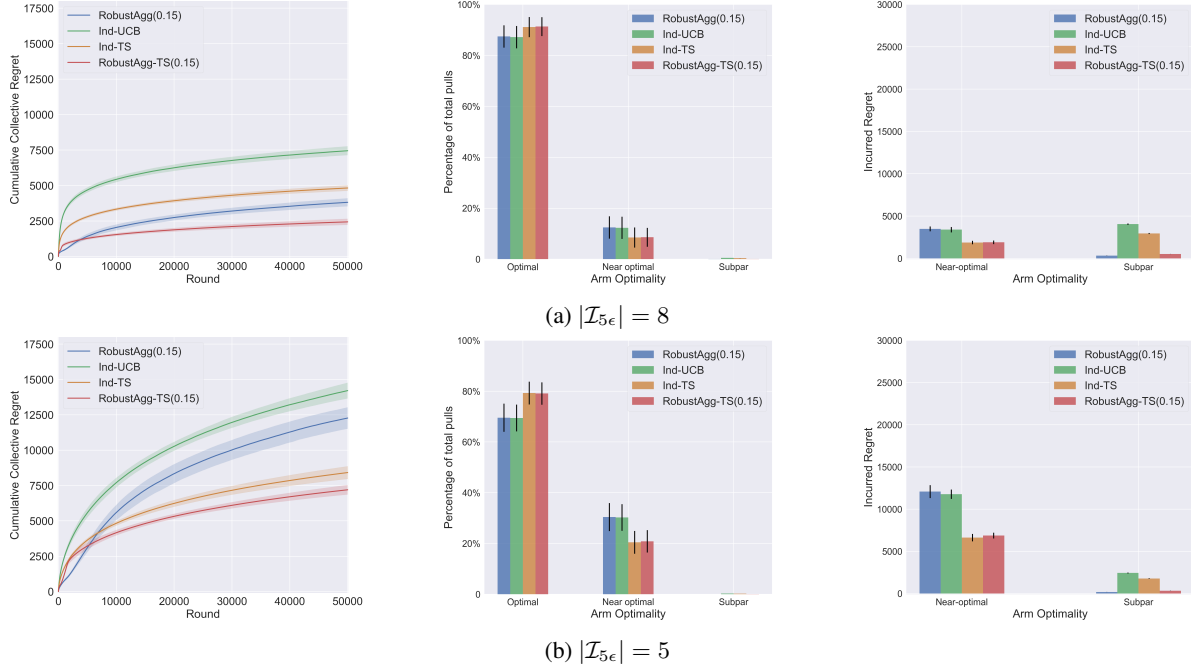 17500
15000
12500
10000
7500
5000
2500
0
Cumulative Collective Regret
RobustAgg(0.15)
Ind-UCB
Ind-TS
RobustAgg-TS(0.15)
0 10000 20000 30000 40000 50000
Round
100%
80%
60%
40%
20%
0
Percentage of total pulls
RobustAgg(0.15)
Ind-UCB
Ind-TS
RobustAgg-TS(0.15)
Optimal Near optimal Subpar
Arm Optimality
30000
25000
20000
15000
10000
5000
0
Incurred Regret
RobustAgg(0.15)
Ind-UCB
Ind-TS
RobustAgg-TS(0.15)
Near-optimal Subpar
Arm Optimality
(a) |𝓘₅ϵ| = 8
17500
15000
12500
10000
7500
5000
2500
0
Cumulative Collective Regret
RobustAgg(0.15)
Ind-UCB
Ind-TS
RobustAgg-TS(0.15)
0 10000 20000 30000 40000 50000
Round
100%
80%
60%
40%
20%
0
Percentage of total pulls
RobustAgg(0.15)
Ind-UCB
Ind-TS
RobustAgg-TS(0.15)
Optimal Near optimal Subpar
Arm Optimality
30000
25000
20000
15000
10000
5000
0
Incurred Regret
RobustAgg(0.15)
Ind-UCB
Ind-TS
RobustAgg-TS(0.15)
Near-optimal Subpar
Arm Optimality
(b) |𝓘₅ϵ| = 5